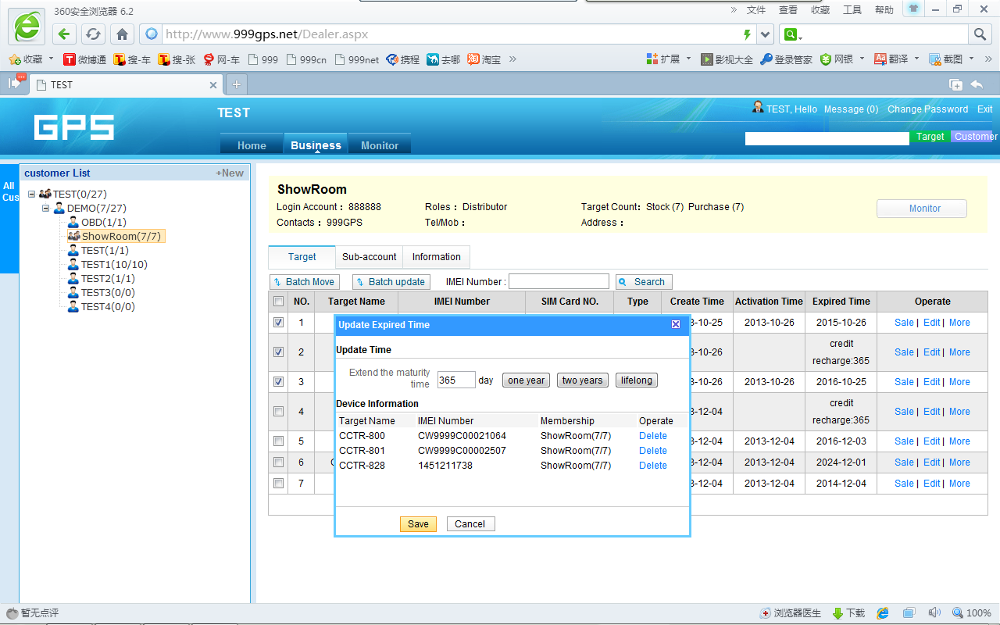 360安全浏览器 6.2
» 文件 查看 收藏 工具 帮助
http://www.999gps.net/Dealer.aspx
收藏 微博通 搜-车 搜-张 网-车 999 999cn 999net 携程 去哪 淘宝 » 扩展 影视大全 登录管家 网银 翻译 截图 »
TEST
GPS
TEST
TEST, Hello Message (0) Change Password Exit
Home Business Monitor
Target Customer
All
Cus
customer List +New
TEST(0/27)
DEMO(7/27)
OBD(1/1)
ShowRoom(7/7)
TEST(1/1)
TEST1(10/10)
TEST2(1/1)
TEST3(0/0)
TEST4(0/0)
ShowRoom
Login Account : 888888 Roles : Distributor Target Count: Stock (7) Purchase (7)
Contacts : 999GPS Tel/Mob : Address :
Monitor
Target Sub-account Information
Batch Move Batch update IMEI Number : Search
NO. Target Name IMEI Number SIM Card NO. Type Create Time Activation Time Expired Time Operate
1 3-10-25 2013-10-26 2015-10-26 Sale | Edit | More
2 3-10-26 credit recharge:365 Sale | Edit | More
3 3-10-26 2013-10-26 2016-10-25 Sale | Edit | More
4 3-12-04 credit recharge:365 Sale | Edit | More
5 3-12-04 2013-12-04 2016-12-03 Sale | Edit | More
6 3-12-04 2013-12-04 2024-12-01 Sale | Edit | More
7 3-12-04 2013-12-04 2014-12-04 Sale | Edit | More
Update Expired Time
Update Time
Extend the maturity
time 365 day one year two years lifelong
Device Information
Target Name IMEI Number Membership Operate
CCTR-800 CW9999C00021064 ShowRoom(7/7) Delete
CCTR-801 CW9999C00002507 ShowRoom(7/7) Delete
CCTR-828 1451211738 ShowRoom(7/7) Delete
Save Cancel
暂无点评 浏览器医生 下载 100%